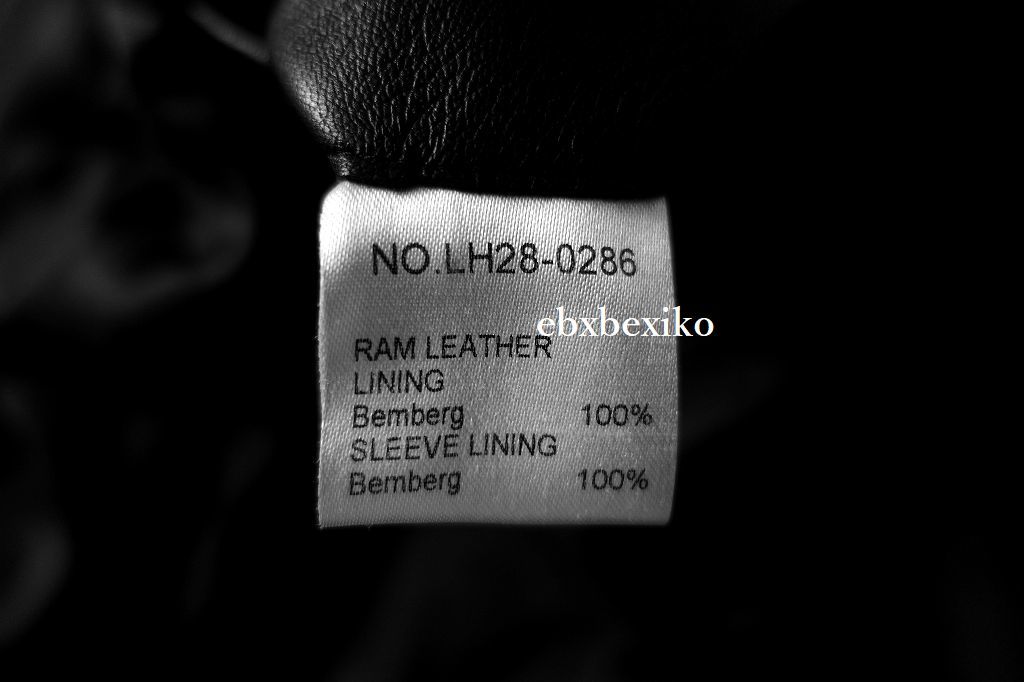 NO.LH28-0286
ebxbexiko
RAM LEATHER
LINING
Bemberg 100%
SLEEVE LINING
Bemberg 100%